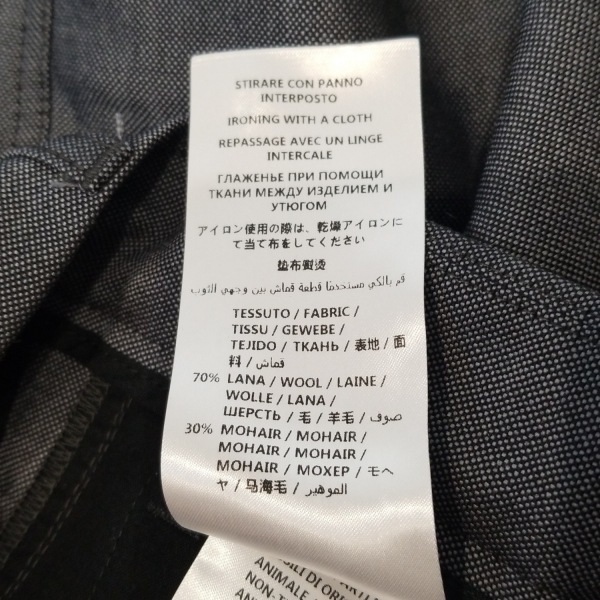 STIRARE CON PANNO
INTERPOSTO
IRONING WITH A CLOTH
REPASSAGE AVEC UN LINGE
INTERCALE
ГЛАЖЕНЬЕ ПРИ ПОМОЩИ
ТКАНИ МЕЖДУ ИЗДЕЛИЕМ И
УТЮГОМ
アイロン使用の際は、乾燥アイロンに
て当て布をしてください
垫布熨烫
قم بالكي مستخدما قطعة قماش بين وجهي الثوب
TESSUTO / FABRIC /
TISSU / GEWEBE /
TEJIDO / ТКАНЬ / 表地 / 面
料 / قماش /
70% LANA / WOOL / LAINE /
WOLLE / LANA /
ШЕРСТЬ / 毛 / 羊毛 / صوف
30% MOHAIR / MOHAIR /
MOHAIR / MOHAIR /
MOHAIR / МОХЕР / モヘ
ヤ / 马海毛 / الموهير
DI
ANIMALE
NON-